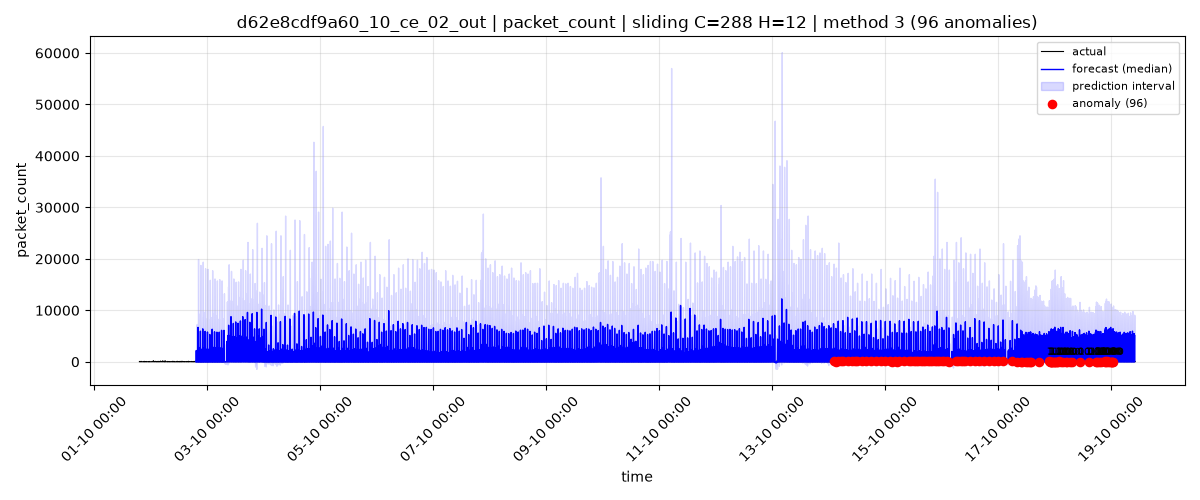 d62e8cdf9a60_10_ce_02_out | packet_count | sliding C=288 H=12 | method 3 (96 anomalies)
actual
forecast (median)
prediction interval
anomaly (96)
packet_count
60000
50000
40000
30000
20000
10000
0
01-10 00:00
03-10 00:00
05-10 00:00
07-10 00:00
09-10 00:00
11-10 00:00
13-10 00:00
15-10 00:00
17-10 00:00
19-10 00:00
time